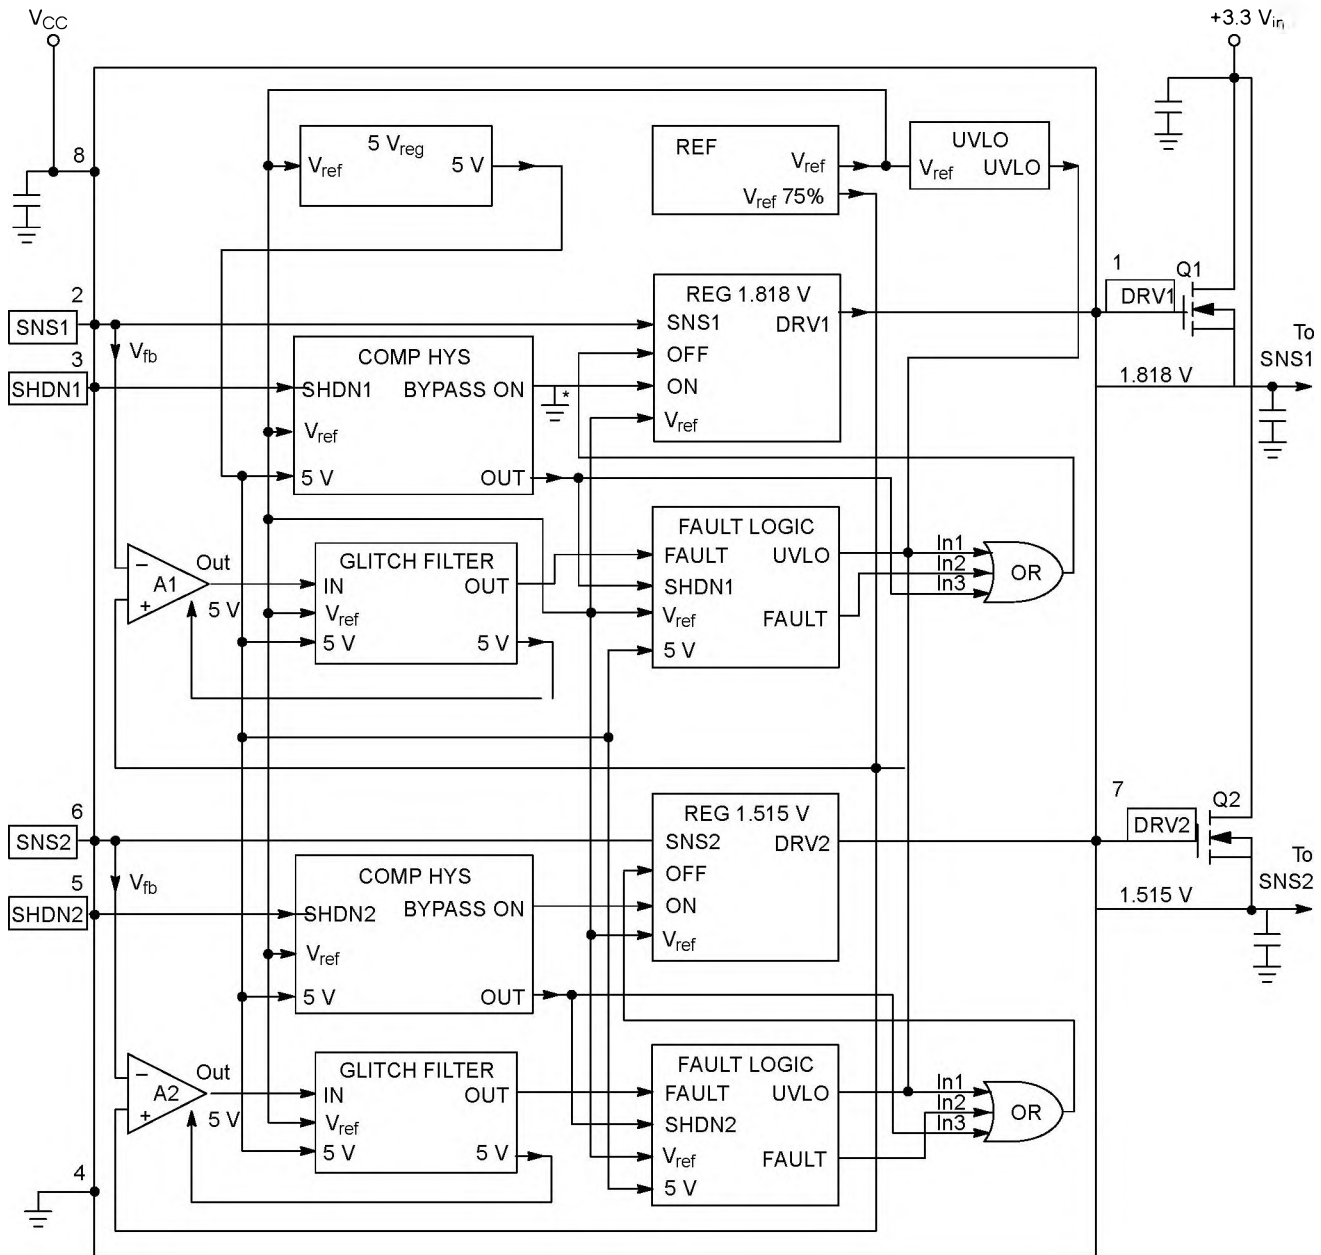 VCC
+3.3 Vin
8
5 Vreg
Vref
5 V
REF
Vref
Vref 75%
UVLO
Vref
UVLO
2
SNS1
Vfb
3
SHDN1
REG 1.818 V
SNS1
DRV1
OFF
ON
Vref
1
DRV1
Q1
To
SNS1
1.818 V
COMP HYS
SHDN1
BYPASS ON
*
Vref
5 V
OUT
A1
−
+
Out
5 V
GLITCH FILTER
IN
OUT
Vref
5 V
5 V
FAULT LOGIC
FAULT
UVLO
SHDN1
Vref
FAULT
5 V
In1
In2
In3
OR
6
SNS2
Vfb
5
SHDN2
REG 1.515 V
SNS2
DRV2
OFF
ON
Vref
7
DRV2
Q2
To
SNS2
1.515 V
COMP HYS
SHDN2
BYPASS ON
Vref
5 V
OUT
A2
−
+
Out
5 V
GLITCH FILTER
IN
OUT
Vref
5 V
5 V
FAULT LOGIC
FAULT
UVLO
SHDN2
Vref
FAULT
5 V
In1
In2
In3
OR
4